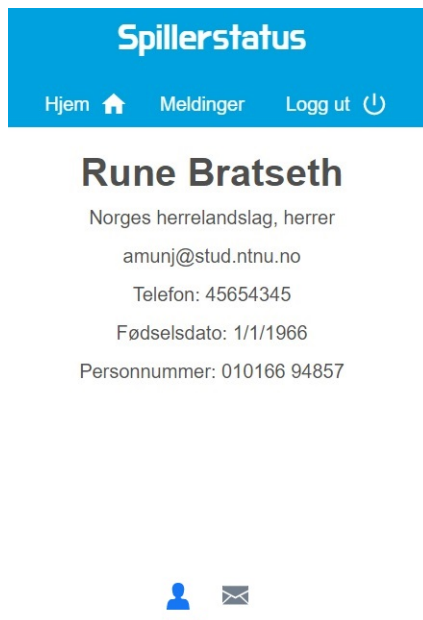 Spillerstatus
Hjem Meldinger Logg ut
Rune Bratseth
Norges herrelandslag, herrer
amunj@stud.ntnu.no
Telefon: 45654345
Fødselsdato: 1/1/1966
Personnummer: 010166 94857